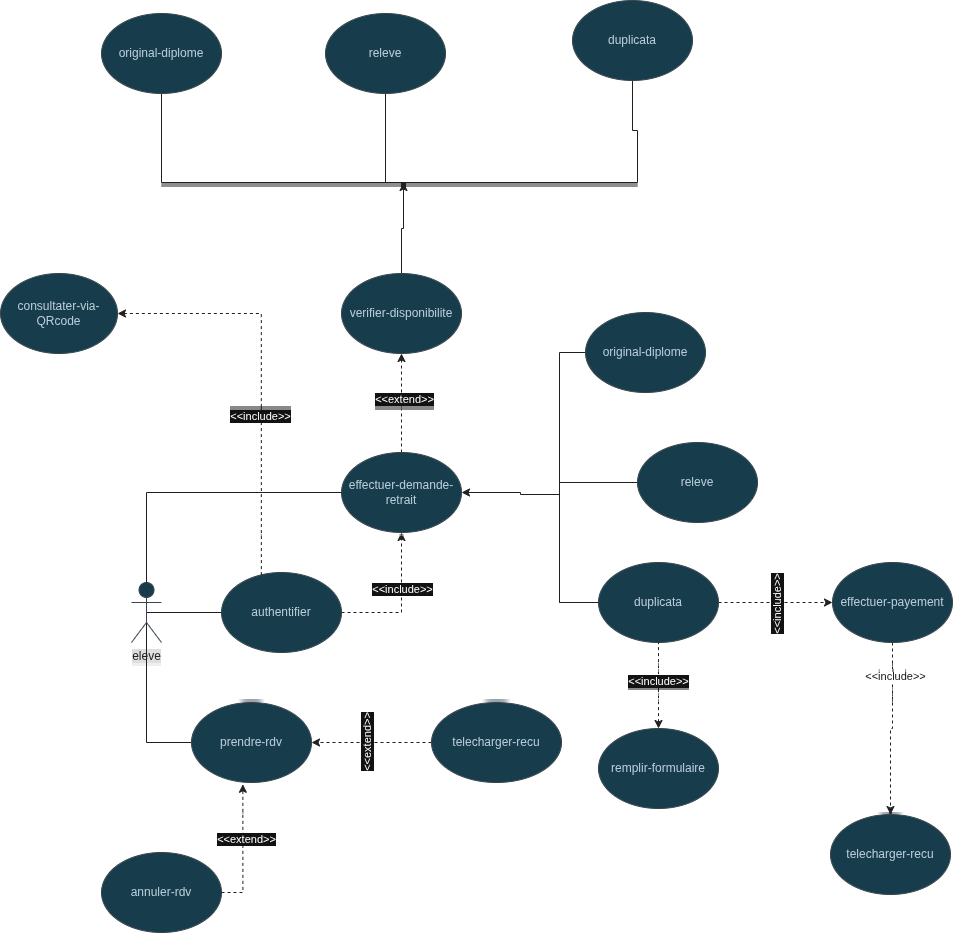 original-diplome
releve
duplicata
consultater-via-
QRcode
verifier-disponibilite
original-diplome
<<extend>>
<<include>>
effectuer-demande-
retrait
releve
<<include>>
authentifier
duplicata
<<include>>
effectuer-payement
eleve
<<include>>
<<include>>
prendre-rdv
<<extend>>
telecharger-recu
remplir-formulaire
<<extend>>
telecharger-recu
annuler-rdv